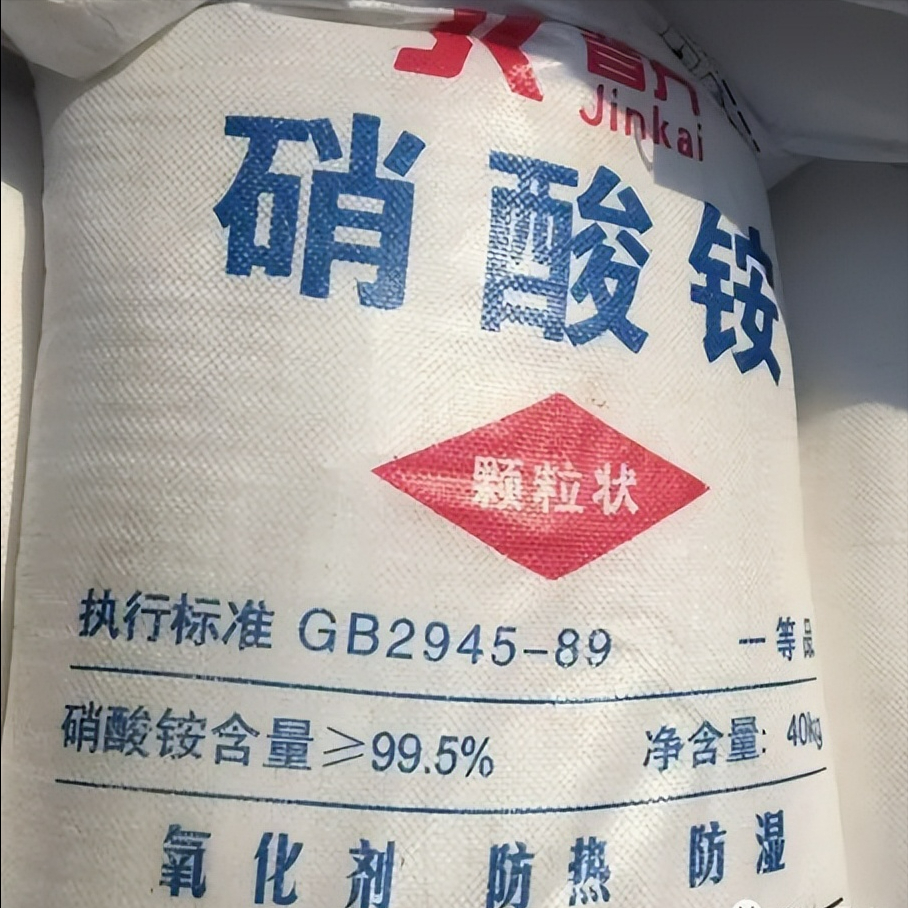 Jinkai
硝酸铵
颗粒状
执行标准 GB2945-89 一等品
硝酸铵含量≥99.5% 净含量: 40kg
氧化剂 防热 防湿